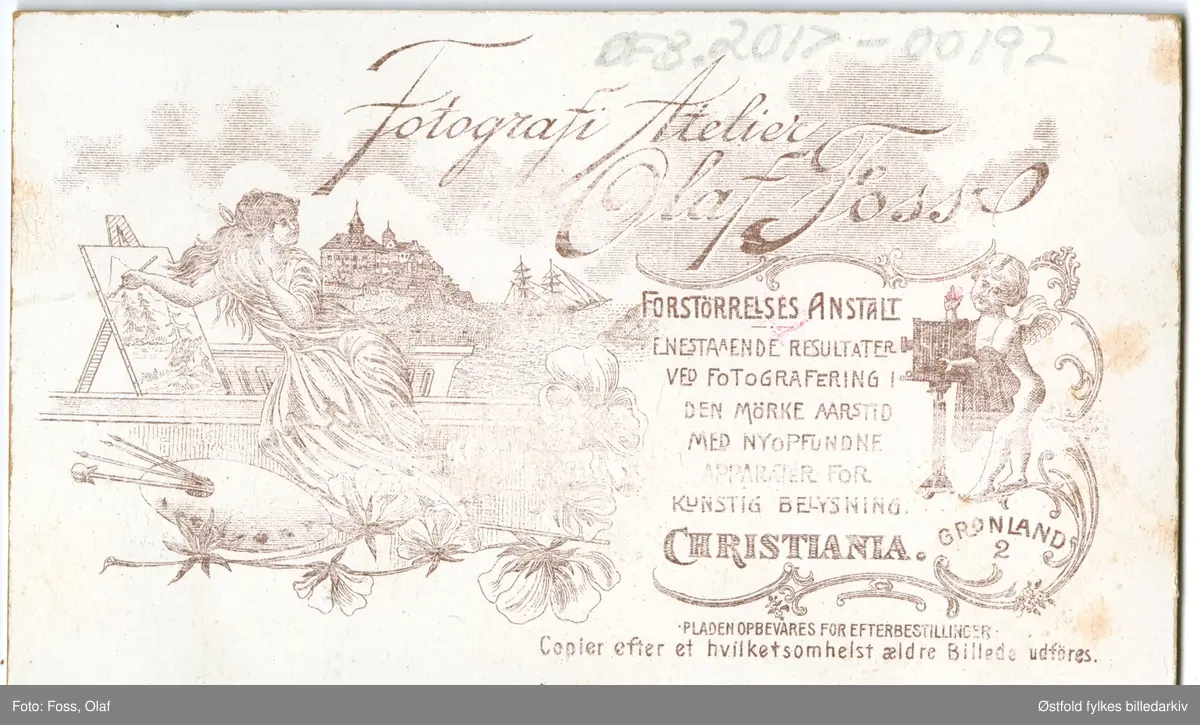 ØFB.2017-00192
Fotografi Atelier
Olaf Foss
FORSTÖRRELSES ANSTALT
ENESTAAENDE RESULTATER
VED FOTOGRAFERING I
DEN MÖRKE AARSTID
MED NYOPFUNDNE
APPARATER FOR
KUNSTIG BELYSNING.
CHRISTIANIA.
GRØNLAND
2
·PLADEN OPBEVARES FOR EFTERBESTILLINGER·
Copier efter et hvilketsomhelst ældre Billede udföres.
Foto: Foss, Olaf
Østfold fylkes billedarkiv